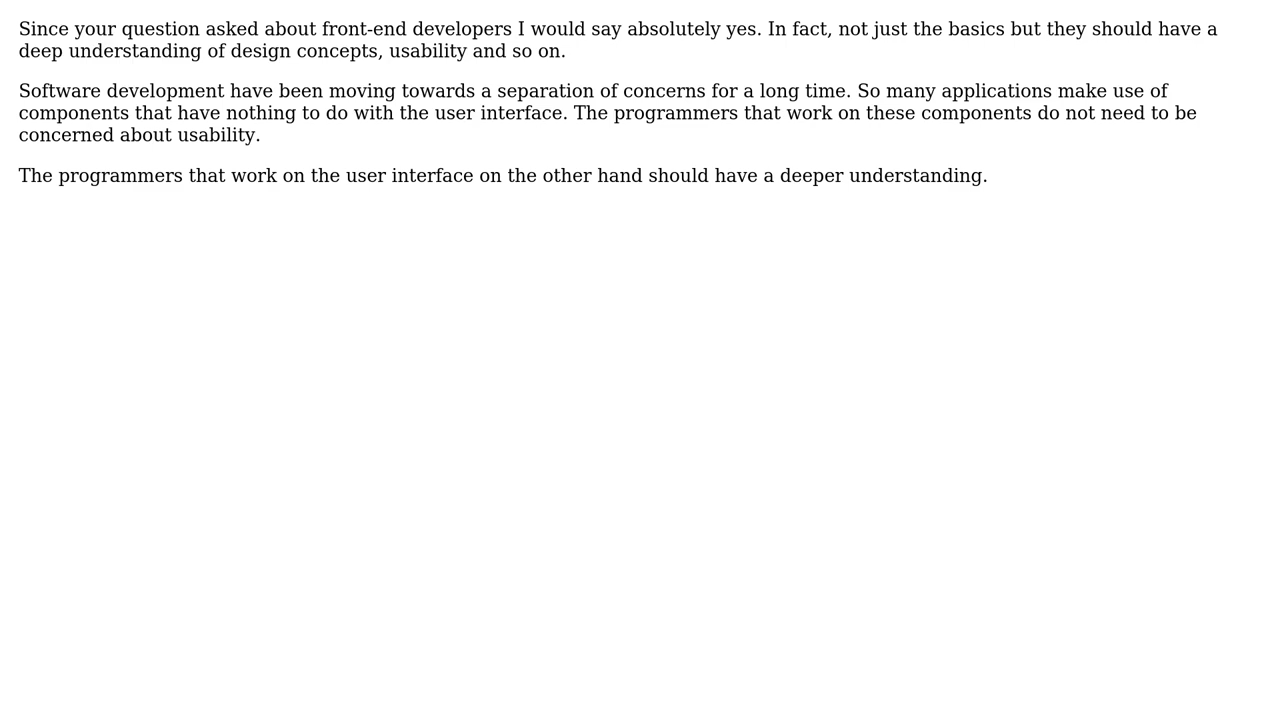 Since your question asked about front-end developers I would say absolutely yes. In fact, not just the basics but they should have a
deep understanding of design concepts, usability and so on.
Software development have been moving towards a separation of concerns for a long time. So many applications make use of
components that have nothing to do with the user interface. The programmers that work on these components do not need to be
concerned about usability.
The programmers that work on the user interface on the other hand should have a deeper understanding.